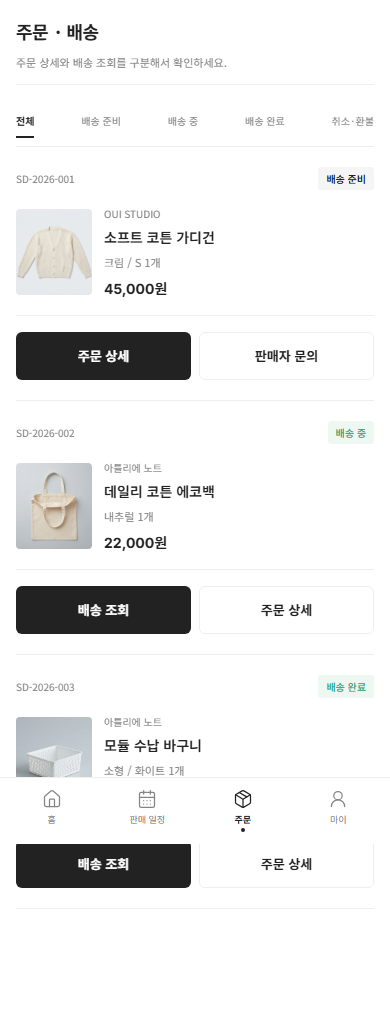 주문 · 배송
주문 상세와 배송 조회를 구분해서 확인하세요.
전체 배송 준비 배송 중 배송 완료 취소·환불
SD-2026-001 배송 준비
OUI STUDIO
소프트 코튼 가디건
크림 / S 1개
45,000원
주문 상세 판매자 문의
SD-2026-002 배송 중
아틀리에 노트
데일리 코튼 에코백
내추럴 1개
22,000원
배송 조회 주문 상세
SD-2026-003 배송 완료
아틀리에 노트
모듈 수납 바구니
소형 / 화이트 1개
홈 판매 일정 주문 마이
배송 조회 주문 상세